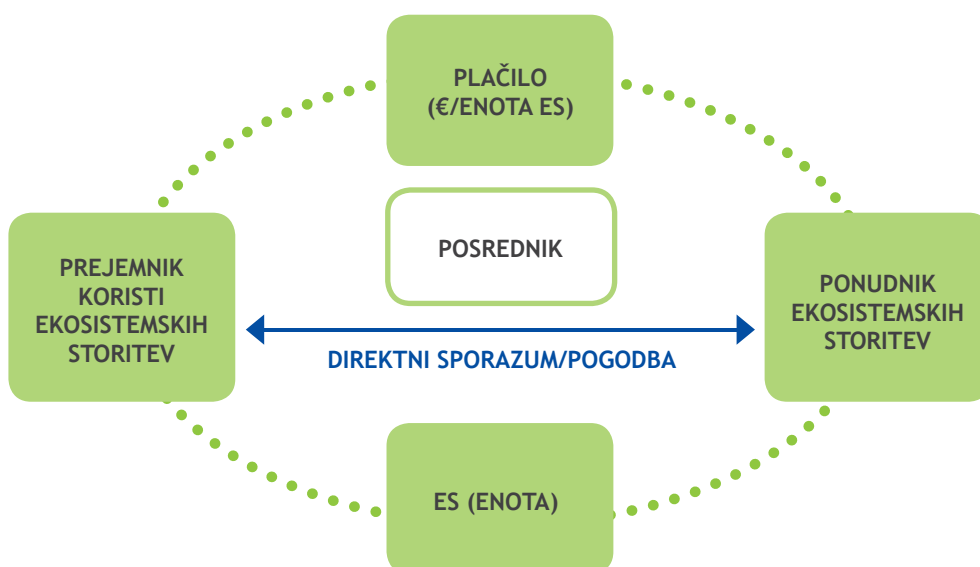 PLAČILO
(€/ENOTA ES)
POSREDNIK
PREJEMNIK
KORISTI
EKOSISTEMSKIH
STORITEV
PONUDNIK
EKOSISTEMSKIH
STORITEV
DIREKTNI SPORAZUM/POGODBA
ES (ENOTA)